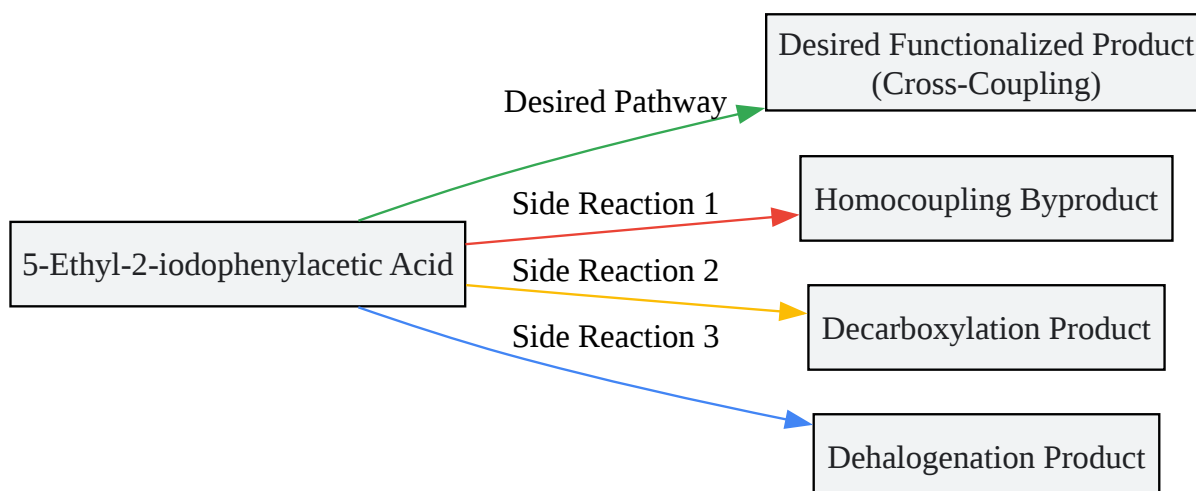 Desired Functionalized Product
(Cross-Coupling)
Desired Pathway
Side Reaction 1
Homocoupling Byproduct
5-Ethyl-2-iodophenylacetic Acid
Side Reaction 2
Decarboxylation Product
Side Reaction 3
Dehalogenation Product